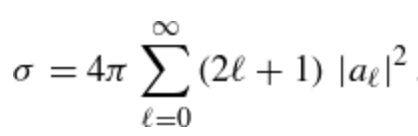 σ = 4π ∑_{ℓ=0}^{∞} (2ℓ + 1) |a_ℓ|².